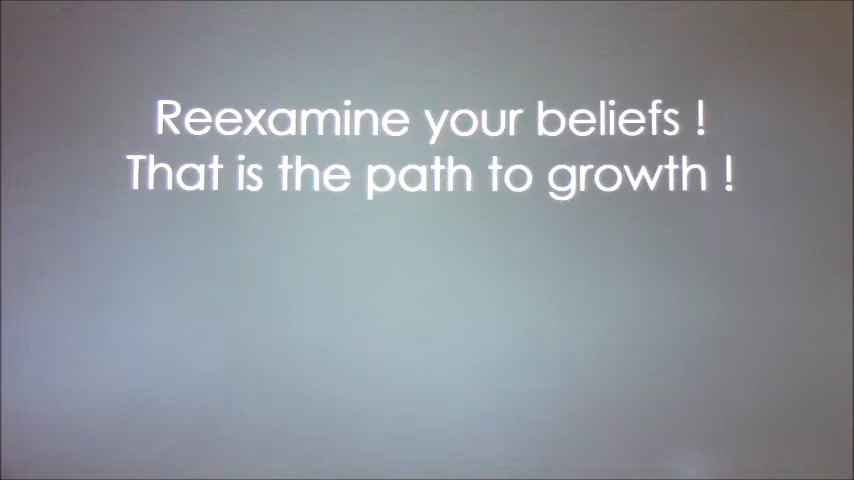 Reexamine your beliefs !
That is the path to growth !